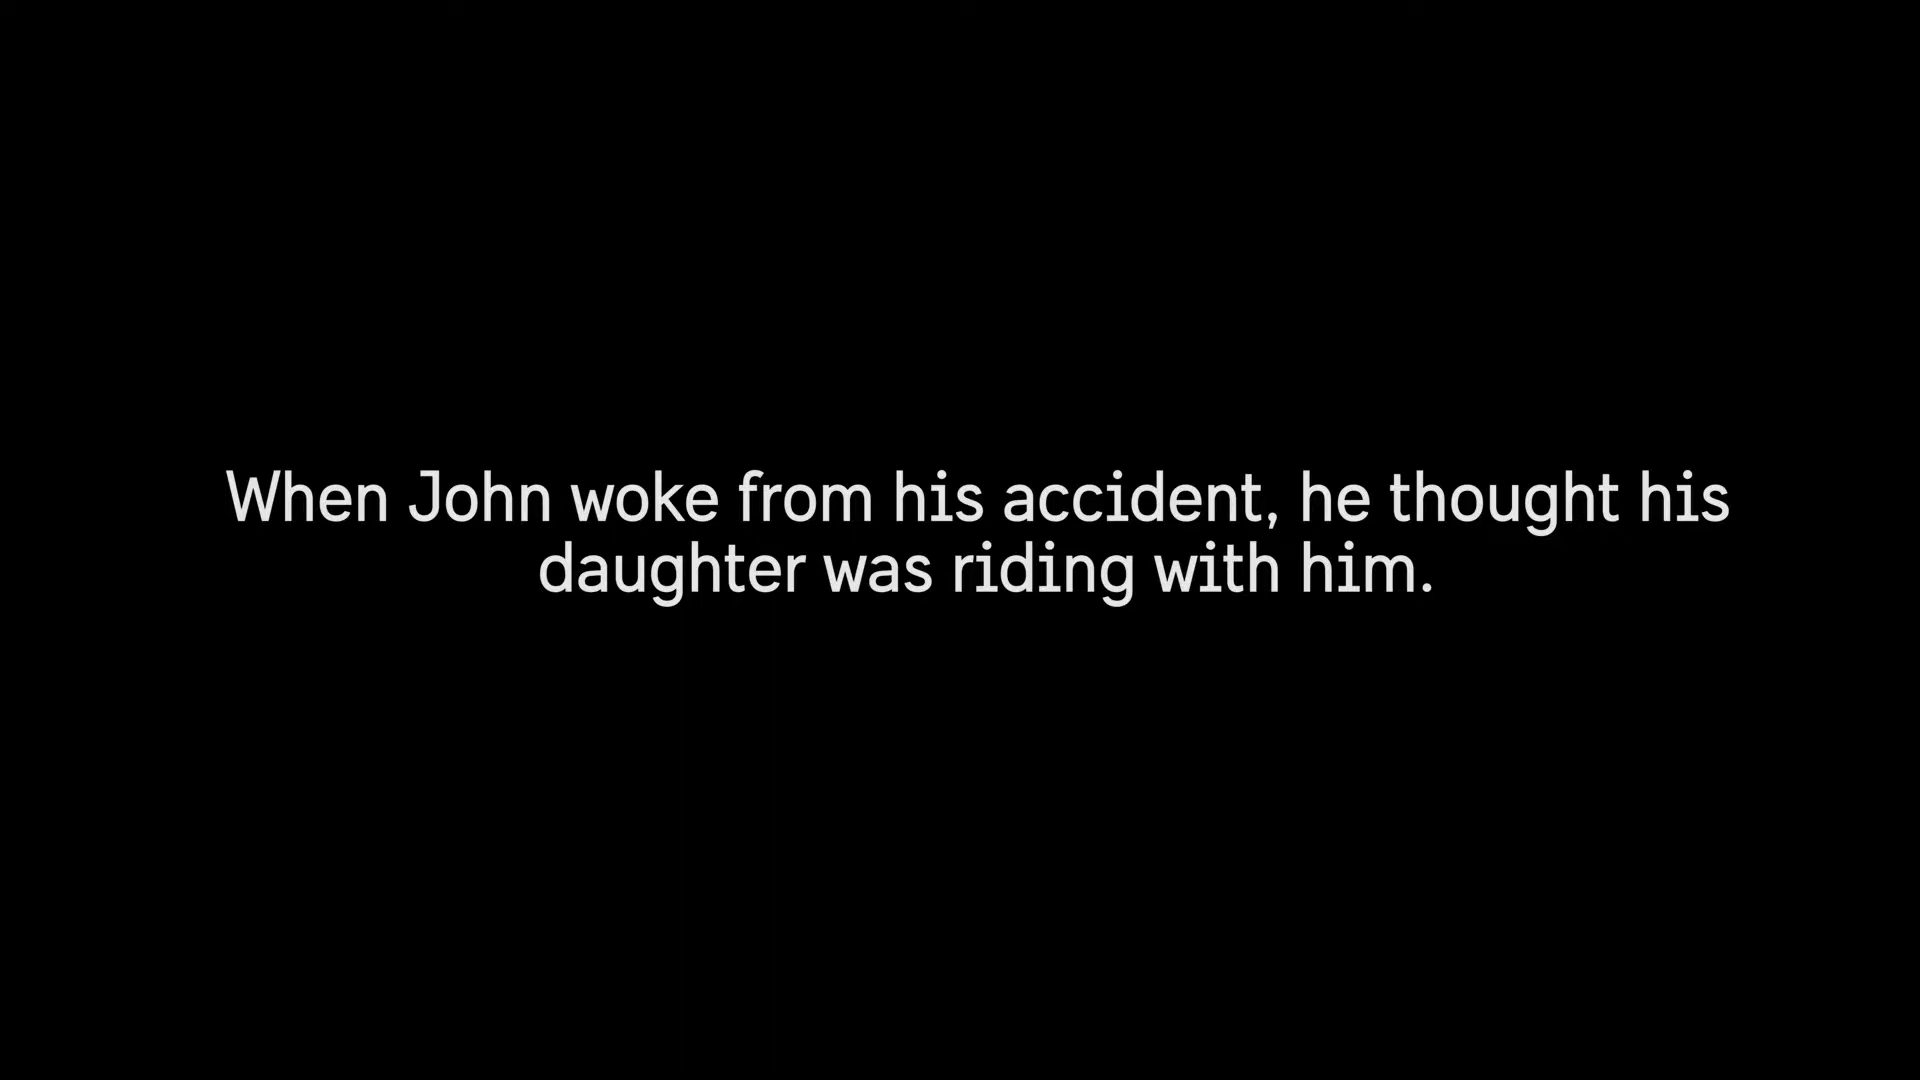 When John woke from his accident, he thought his
daughter was riding with him.